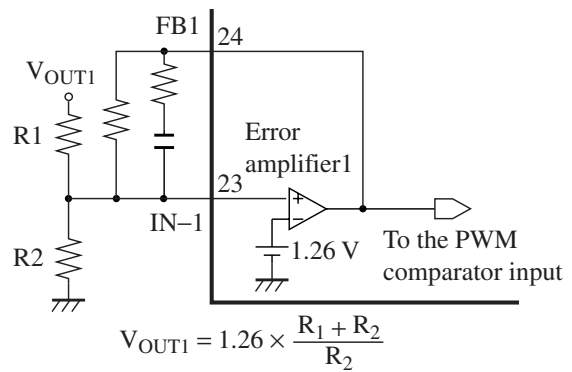 FB1
24
VOUT1
R1
Error
amplifier1
23
+
−
IN−1
1.26 V
R2
To the PWM
comparator input
VOUT1 = 1.26 × R1 + R2 / R2